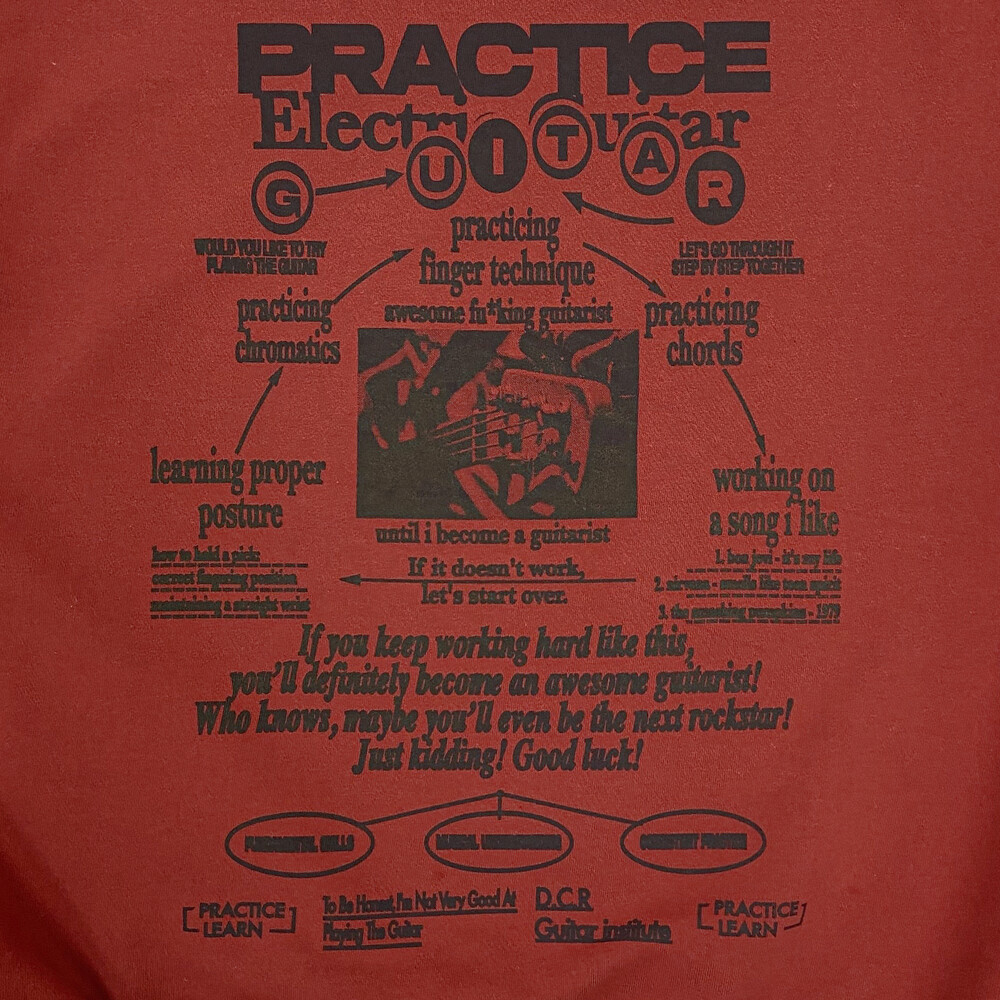 PRACTICE
Electric Guitar
GUITAR
WOULD YOU LIKE TO TRY
PLAYING THE GUITAR
LET'S GO THROUGH IT
STEP BY STEP TOGETHER
practicing
finger technique
practicing
chromatics
awesome fu*king guitarist
practicing
chords
learning proper
posture
working on
a song i like
until i become a guitarist
how to hold a pick:
correct fingering position
maintaining a straight wrist
If it doesn't work,
let's start over.
1. bon jovi - it's my life
2. nirvana - smells like teen spirit
3. the smashing pumpkins - 1979
If you keep working hard like this,
you'll definitely become an awesome guitarist!
Who knows, maybe you'll even be the next rockstar!
Just kidding! Good luck!
FUNDAMENTAL SKILLS
MUSICAL
CONSISTENT PRACTICE
PRACTICE
LEARN
To Be Honest, I'm Not Very Good At
Playing The Guitar
D.C.R
Guitar institute
PRACTICE
LEARN